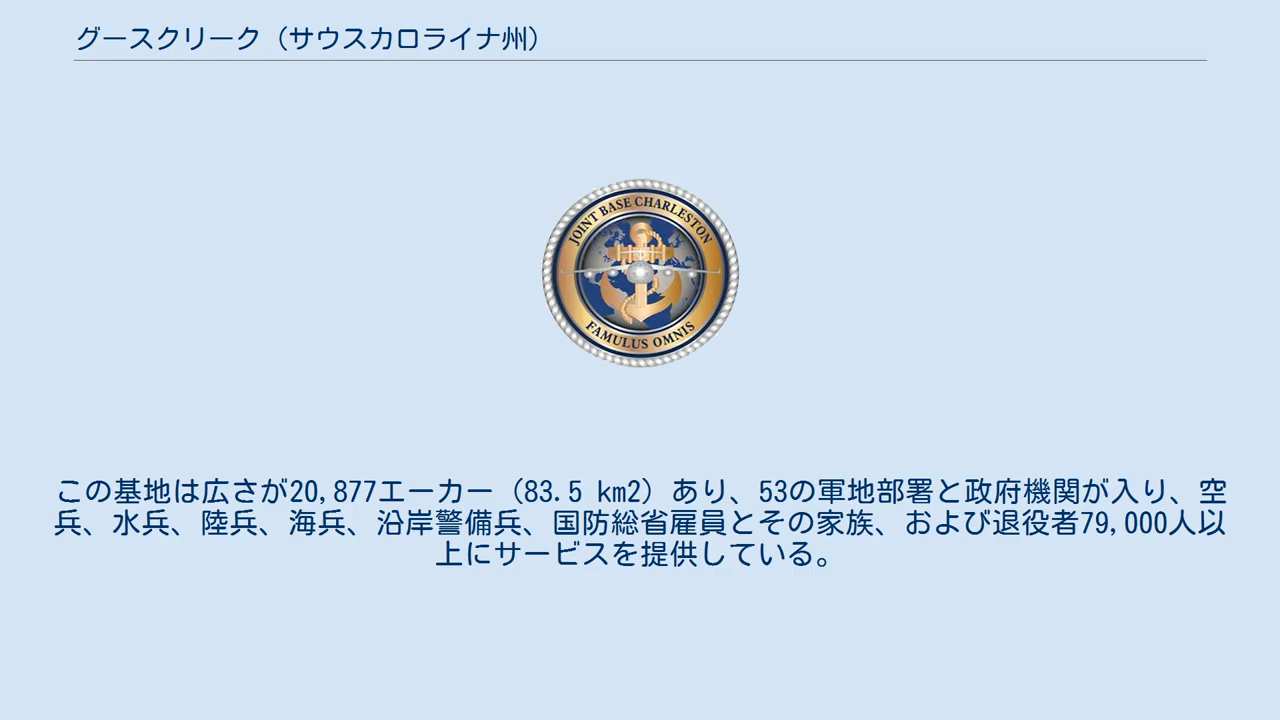 グースクリーク（サウスカロライナ州）
JOINT BASE CHARLESTON
FAMULUS OMNIS
この基地は広さが20,877エーカー（83.5 km2）あり、53の軍地部署と政府機関が入り、空
兵、水兵、陸兵、海兵、沿岸警備兵、国防総省雇員とその家族、および退役者79,000人以
上にサービスを提供している。